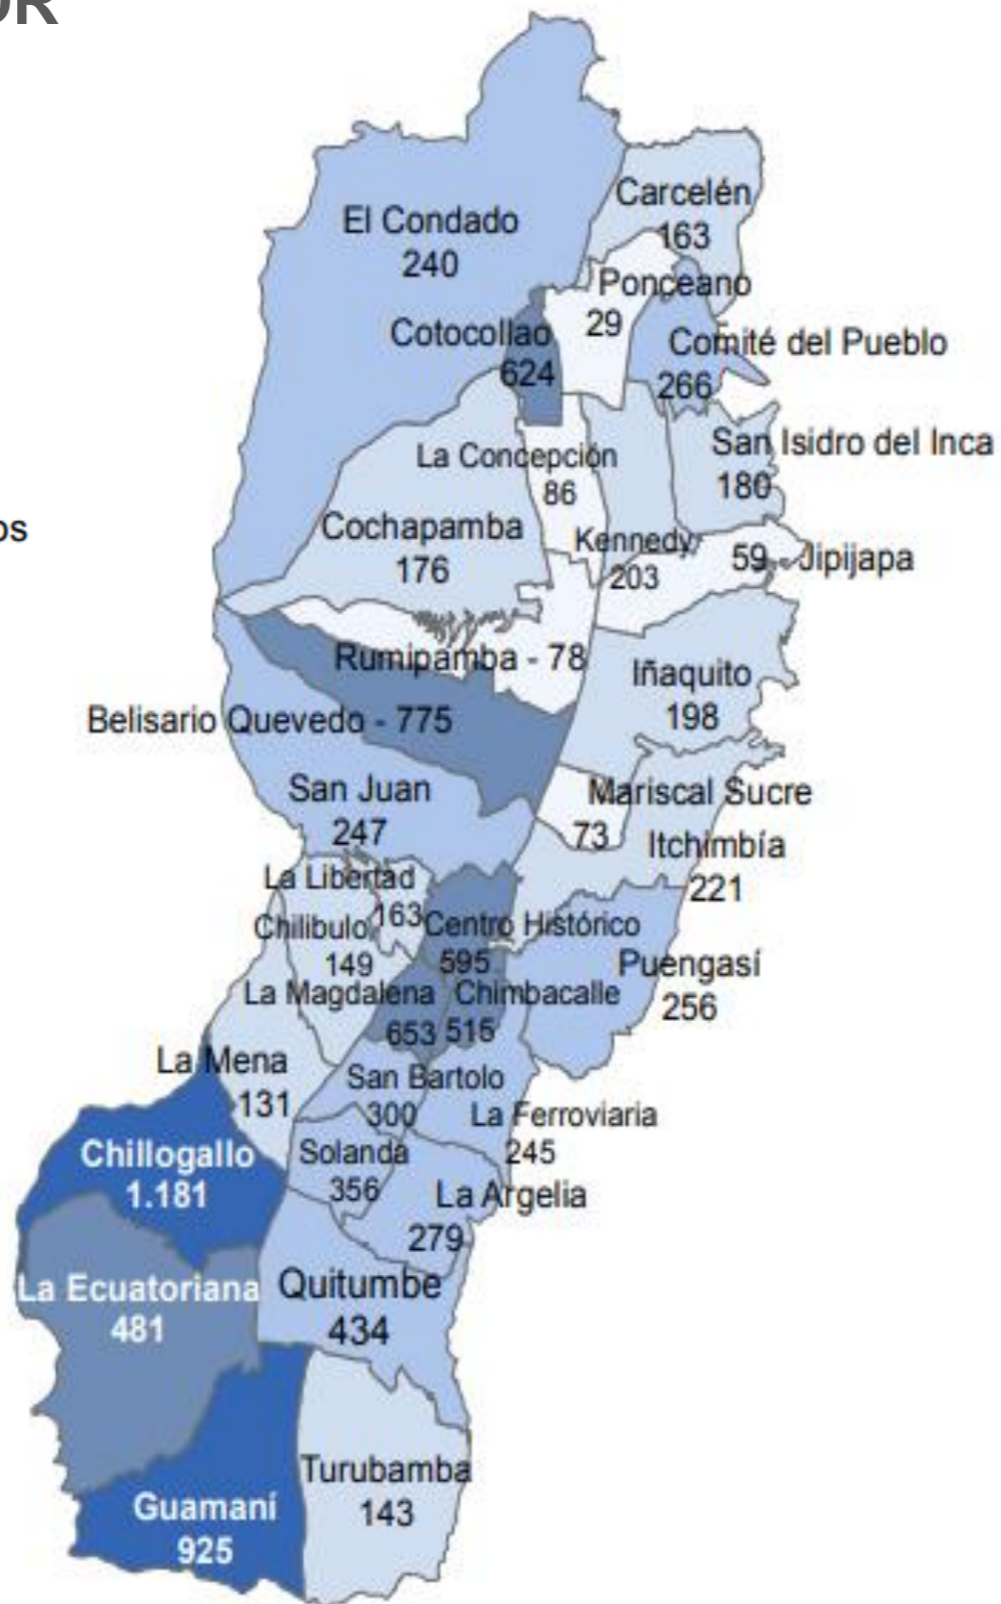 OR
El Condado
240
Carcelén
163
Ponceano
29
Cotocollao
624
Comité del Pueblo
266
La Concepción
86
San Isidro del Inca
180
os
Cochapamba
176
Kennedy
203
59 - Jipijapa
Rumipamba - 78
Iñaquito
198
Belisario Quevedo - 775
San Juan
247
Mariscal Sucre
73
Itchimbía
221
La Libertad
163
Chilibulo
149
Centro Histórico
595
Puengasí
256
La Magdalena
653
Chimbacalle
515
La Mena
131
San Bartolo
300
La Ferroviaria
245
Chillogallo
1.181
Solanda
356
La Argelia
279
La Ecuatoriana
481
Quitumbe
434
Turubamba
143
Guamaní
925